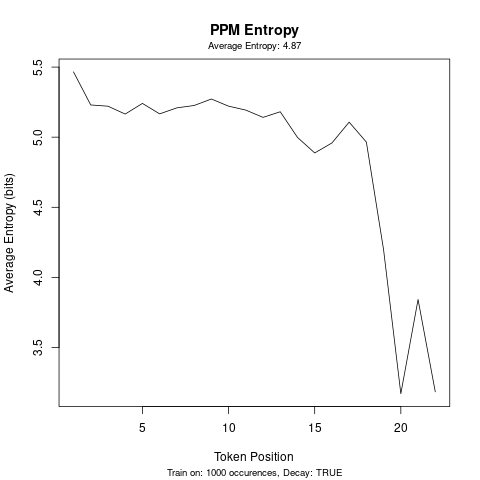 PPM Entropy
Average Entropy: 4.87
5.5
5.0
4.5
4.0
3.5
Average Entropy (bits)
5 10 15 20
Token Position
Train on: 1000 occurences, Decay: TRUE